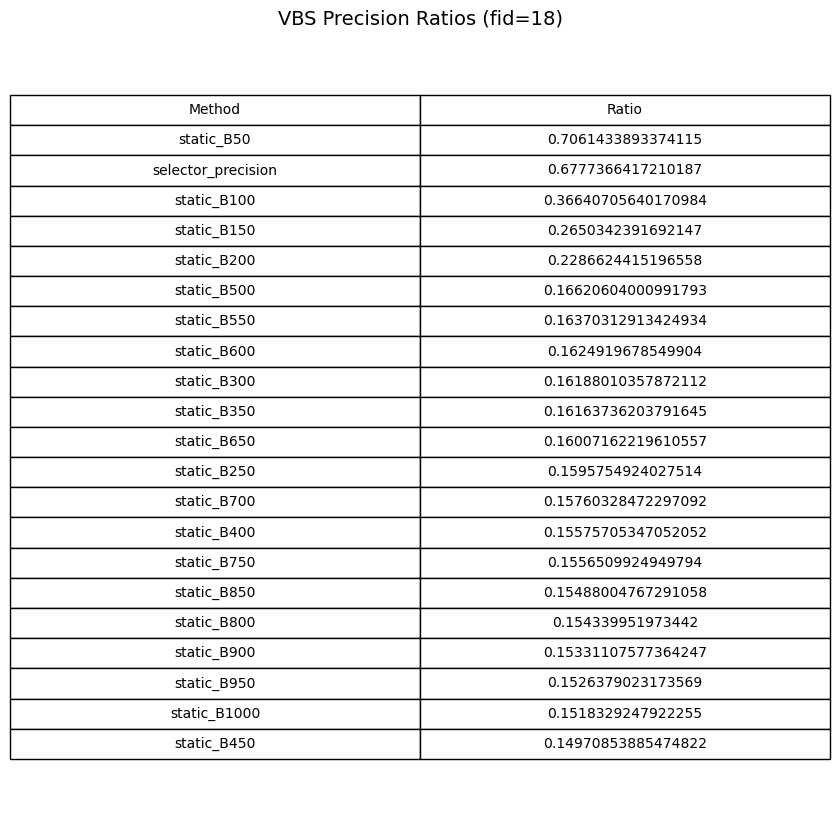 VBS Precision Ratios (fid=18)
Method Ratio
static_B50 0.7061433893374115
selector_precision 0.6777366417210187
static_B100 0.36640705640170984
static_B150 0.2650342391692147
static_B200 0.2286624415196558
static_B500 0.16620604000991793
static_B550 0.16370312913424934
static_B600 0.1624919678549904
static_B300 0.16188010357872112
static_B350 0.16163736203791645
static_B650 0.16007162219610557
static_B250 0.1595754924027514
static_B700 0.15760328472297092
static_B400 0.15575705347052052
static_B750 0.1556509924949794
static_B850 0.15488004767291058
static_B800 0.154339951973442
static_B900 0.15331107577364247
static_B950 0.1526379023173569
static_B1000 0.1518329247922255
static_B450 0.14970853885474822